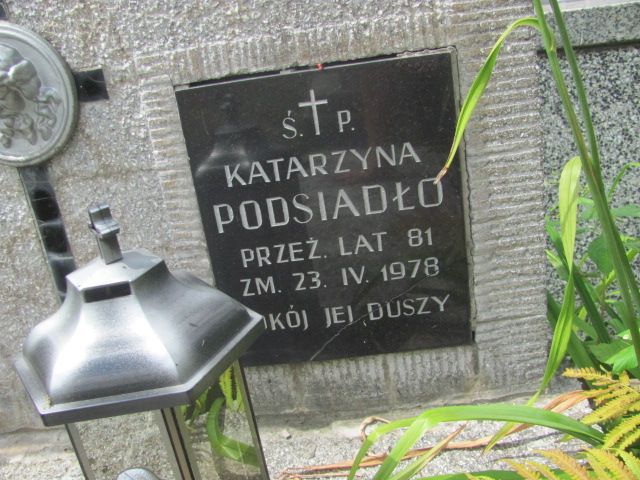 Ś. P.
KATARZYNA
PODSIADŁO
PRZEŻ. LAT 81
ZM. 23. IV. 1978
JEJ DUSZY